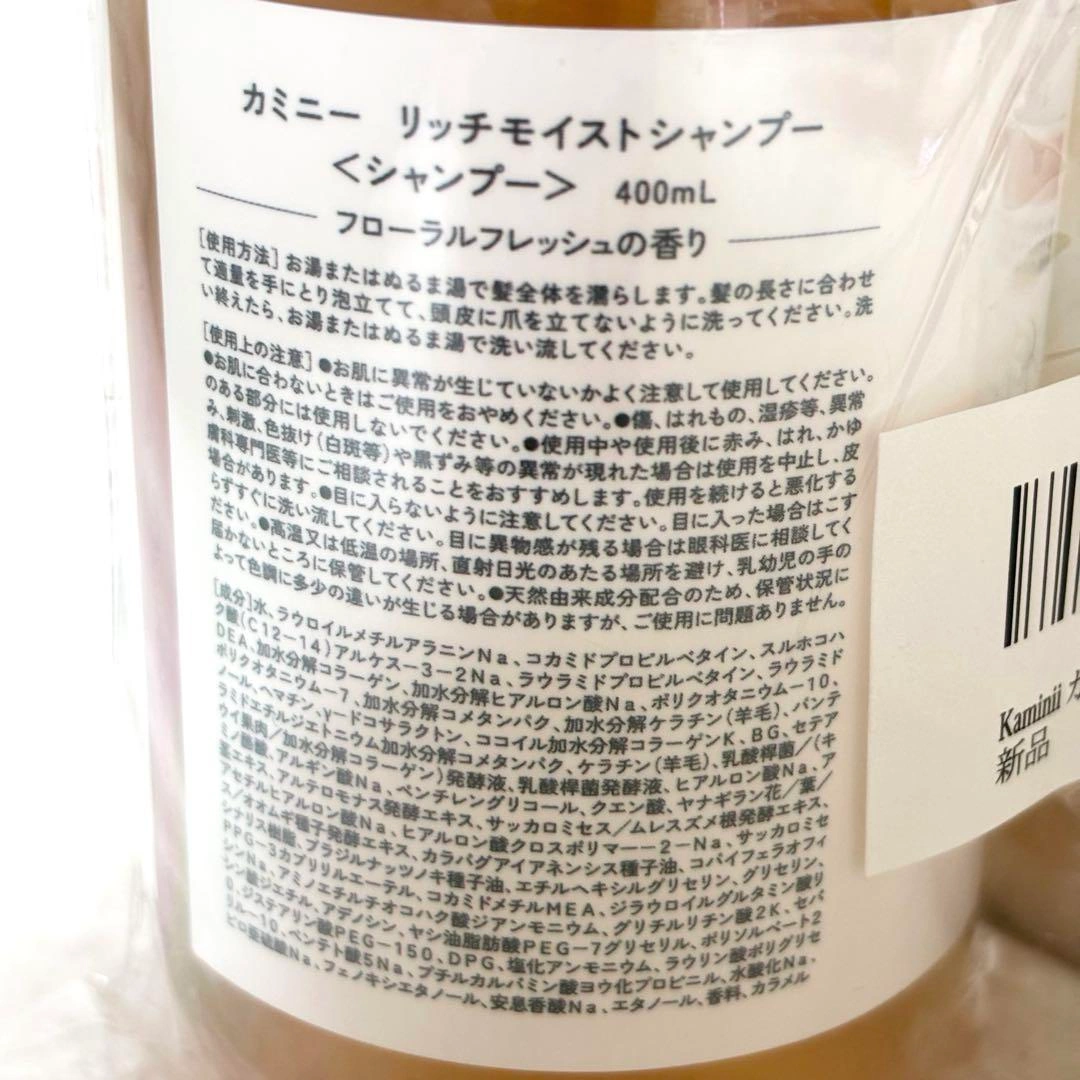 カミニー　リッチモイストシャンプー
＜シャンプー＞　400mL
フローラルフレッシュの香り
[使用方法]お湯またはぬるま湯で髪全体を濡らします。髪の長さに合わせ
て適量を手にとり泡立てて、頭皮に爪を立てないように洗ってください。洗
い終えたら、お湯またはぬるま湯で洗い流してください。
[使用上の注意]●お肌に異常が生じていないかよく注意して使用してください。
●お肌に合わないときはご使用をおやめください。●傷、はれもの、湿疹等、異常
のある部分には使用しないでください。●使用中や使用後に赤み、はれ、かゆ
み、刺激、色抜け(白斑等)や黒ずみ等の異常が現れた場合は使用を中止し、皮
膚科専門医等にご相談されることをおすすめします。使用を続けると悪化する
場合があります。●目に入らないように注意してください。目に入った場合はこす
らずすぐに洗い流してください。目に異物感が残る場合は眼科医に相談してく
ださい。●高温又は低温の場所、直射日光のあたる場所を避け、乳幼児の手の
届かないところに保管してください。●天然由来成分配合のため、保管状況に
よって色調に多少の違いが生じる場合がありますが、ご使用に問題ありません。
[成分]水、ラウロイルメチルアラニンNa、コカミドプロピルベタイン、スルホコハ
ク酸(C12-14)アルケス-3-2Na、ラウラミドプロピルベタイン、ラウラミド
DEA、加水分解コラーゲン、加水分解ヒアルロン酸Na、ポリクオタニウム-10、
ポリクオタニウム-7、加水分解コメタンパク、加水分解ケラチン(羊毛)、パンテ
ノール、ヘマチン、γ-ドコサラクトン、ココイル加水分解コラーゲンK、BG、セテア
ラミドエチルジエトニウム加水分解コメタンパク、ケラチン(羊毛)、乳酸桿菌/(キ
ウイ果肉/加水分解コラーゲン)発酵液、乳酸桿菌発酵液、ヒアルロン酸Na、ア
ミノ酪酸、アルギン酸Na、ペンチレングリコール、クエン酸、ヤナギラン花/葉/
茎エキス、アルテロモナス発酵エキス、サッカロミセス/ムレスズメ根発酵エキス、
アセチルヒアルロン酸Na、ヒアルロン酸クロスポリマー-2-Na、サッカロミセ
ス/オオムギ種子発酵エキス、カラパグアイアネンシス種子油、コパイフェラオフィ
シナリス樹脂、ブラジルナッツノキ種子油、エチルヘキシルグリセリン、グリセリン、
PPG-3カプリリルエーテル、コカミドメチルMEA、ジラウロイルグルタミン酸リ
シンNa、アミノエチルチオコハク酸ジアンモニウム、グリチルリチン酸2K、セバ
シン酸ジエチル、アデノシン、ヤシ油脂肪酸PEG-7グリセリル、ポリソルベート2
0、ジステアリン酸PEG-150、DPG、塩化アンモニウム、ラウリン酸ポリグリセ
リル-10、ペンテト酸5Na、ブチルカルバミン酸ヨウ化プロピニル、水酸化Na、
ピロ亜硫酸Na、フェノキシエタノール、安息香酸Na、エタノール、香料、カラメル
Kaminii カ
新品